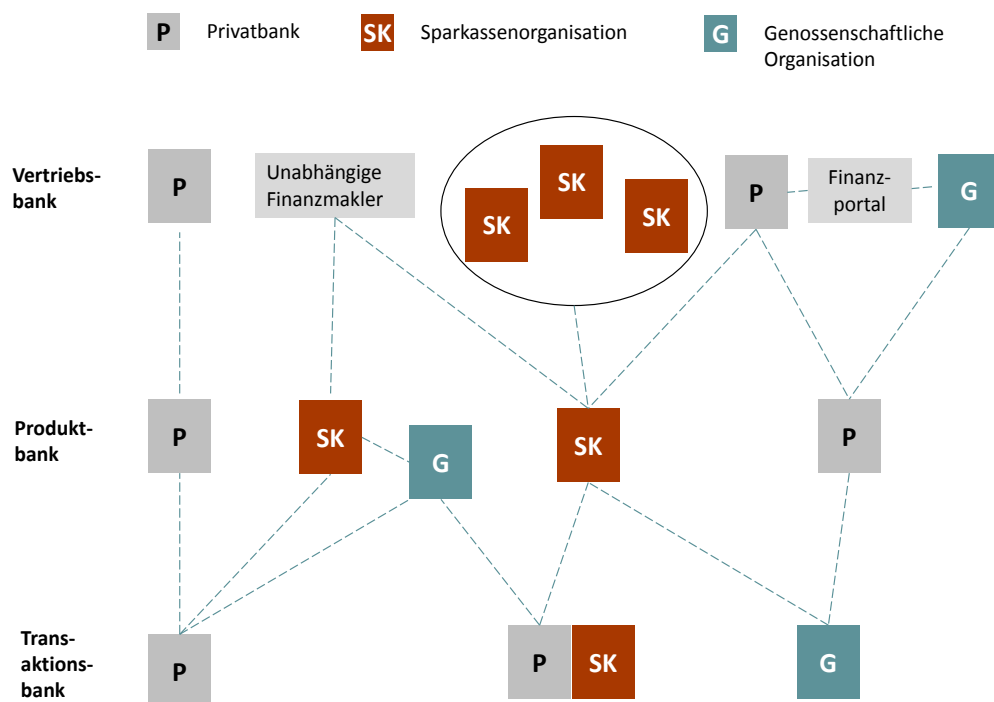 P Privatbank SK Sparkassenorganisation G Genossenschaftliche
Organisation
Vertriebs-
bank
P
Unabhängige
Finanzmakler
SK
SK
SK
P
Finanz-
portal
G
Produkt-
bank
P
SK
G
SK
P
Trans-
aktions-
bank
P
P
SK
G